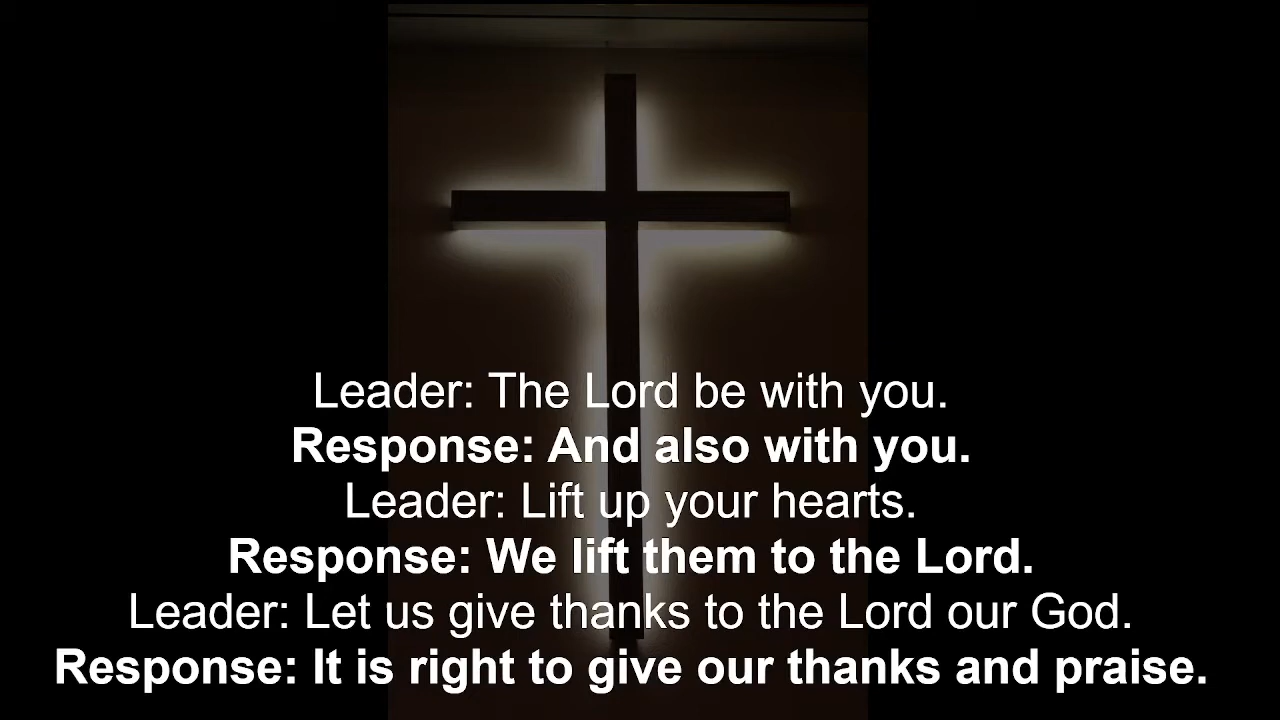 Leader: The Lord be with you.
Response: And also with you.
Leader: Lift up your hearts.
Response: We lift them to the Lord.
Leader: Let us give thanks to the Lord our God.
Response: It is right to give our thanks and praise.